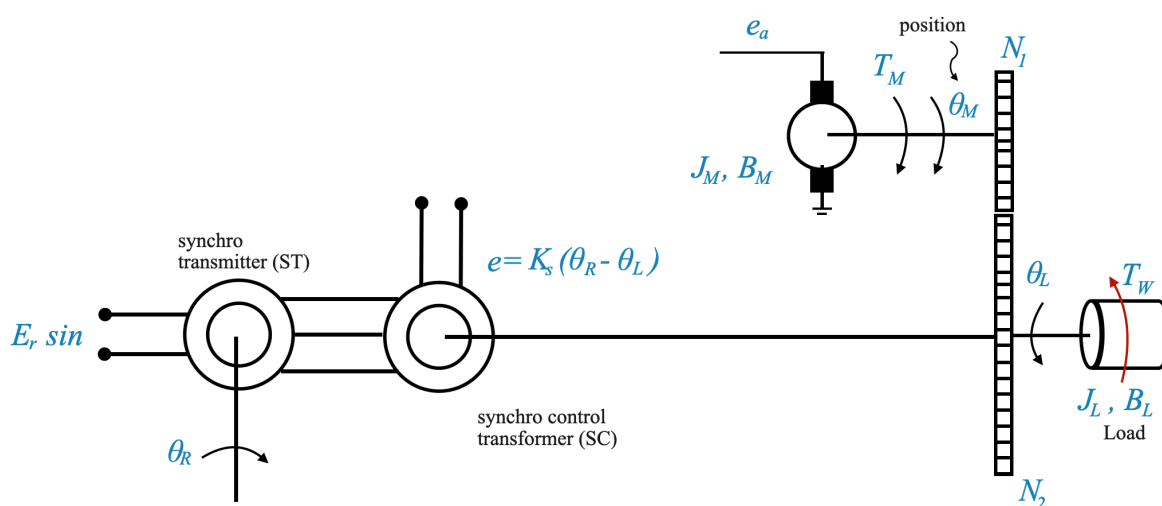 e_a
position
N_1
T_M
θ_M
J_M, B_M
synchro
transmitter (ST)
e= K_s (θ_R - θ_L)
θ_L
T_W
E_r sin
J_L , B_L
Load
synchro control
transformer (SC)
θ_R
N_2